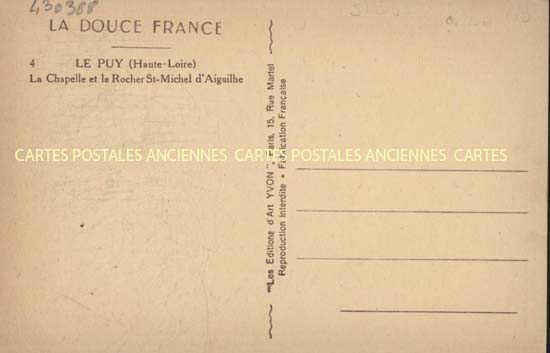 430388
LA DOUCE FRANCE
4 LE PUY (Haute-Loire)
La Chapelle et le Rocher St-Michel d'Aiguilhe
CARTES POSTALES ANCIENNES CARTES POSTALES ANCIENNES CARTES
"Les Editions d'Art YVON", Paris, 15, Rue Martel
Reproduction Interdite • Fabrication Française